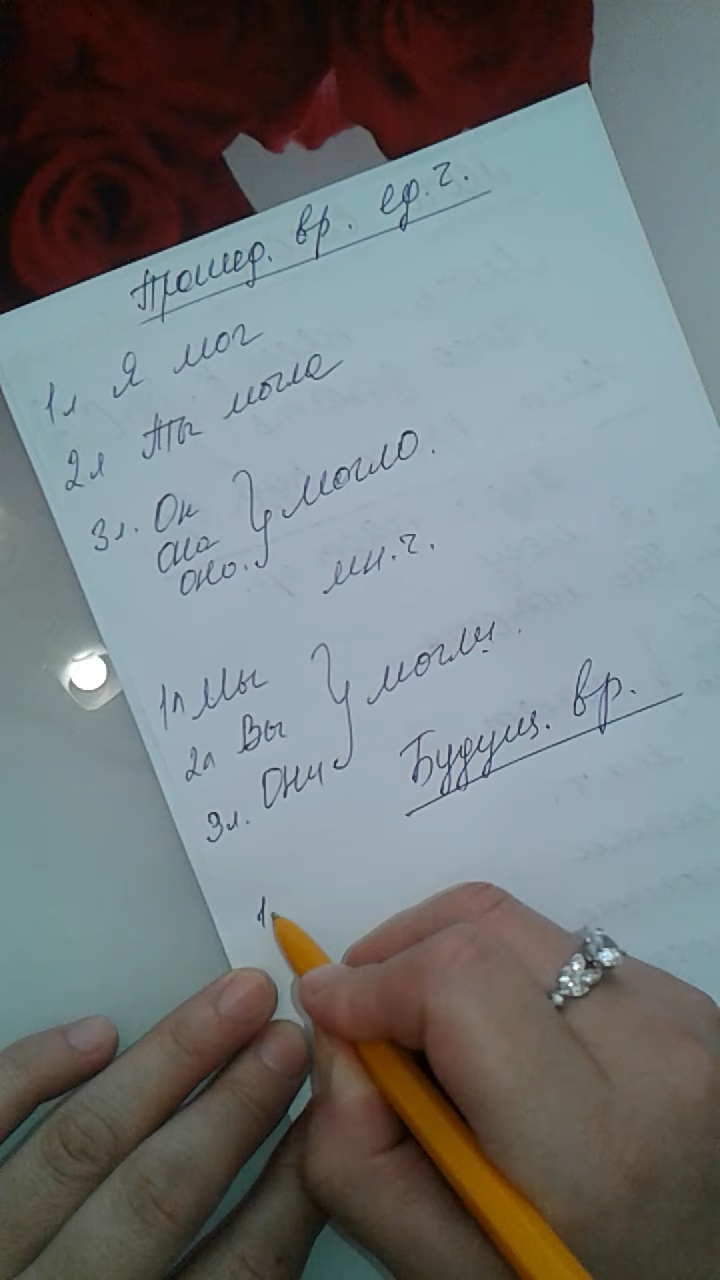 Прошед. вр. ед.ч.
1л Я мог
2л Ты могла
3л. Он
Она
оно. } могло.
мн.ч.
1л Мы
2л Вы } могли.
3л. Они
Будущ. вр.
1